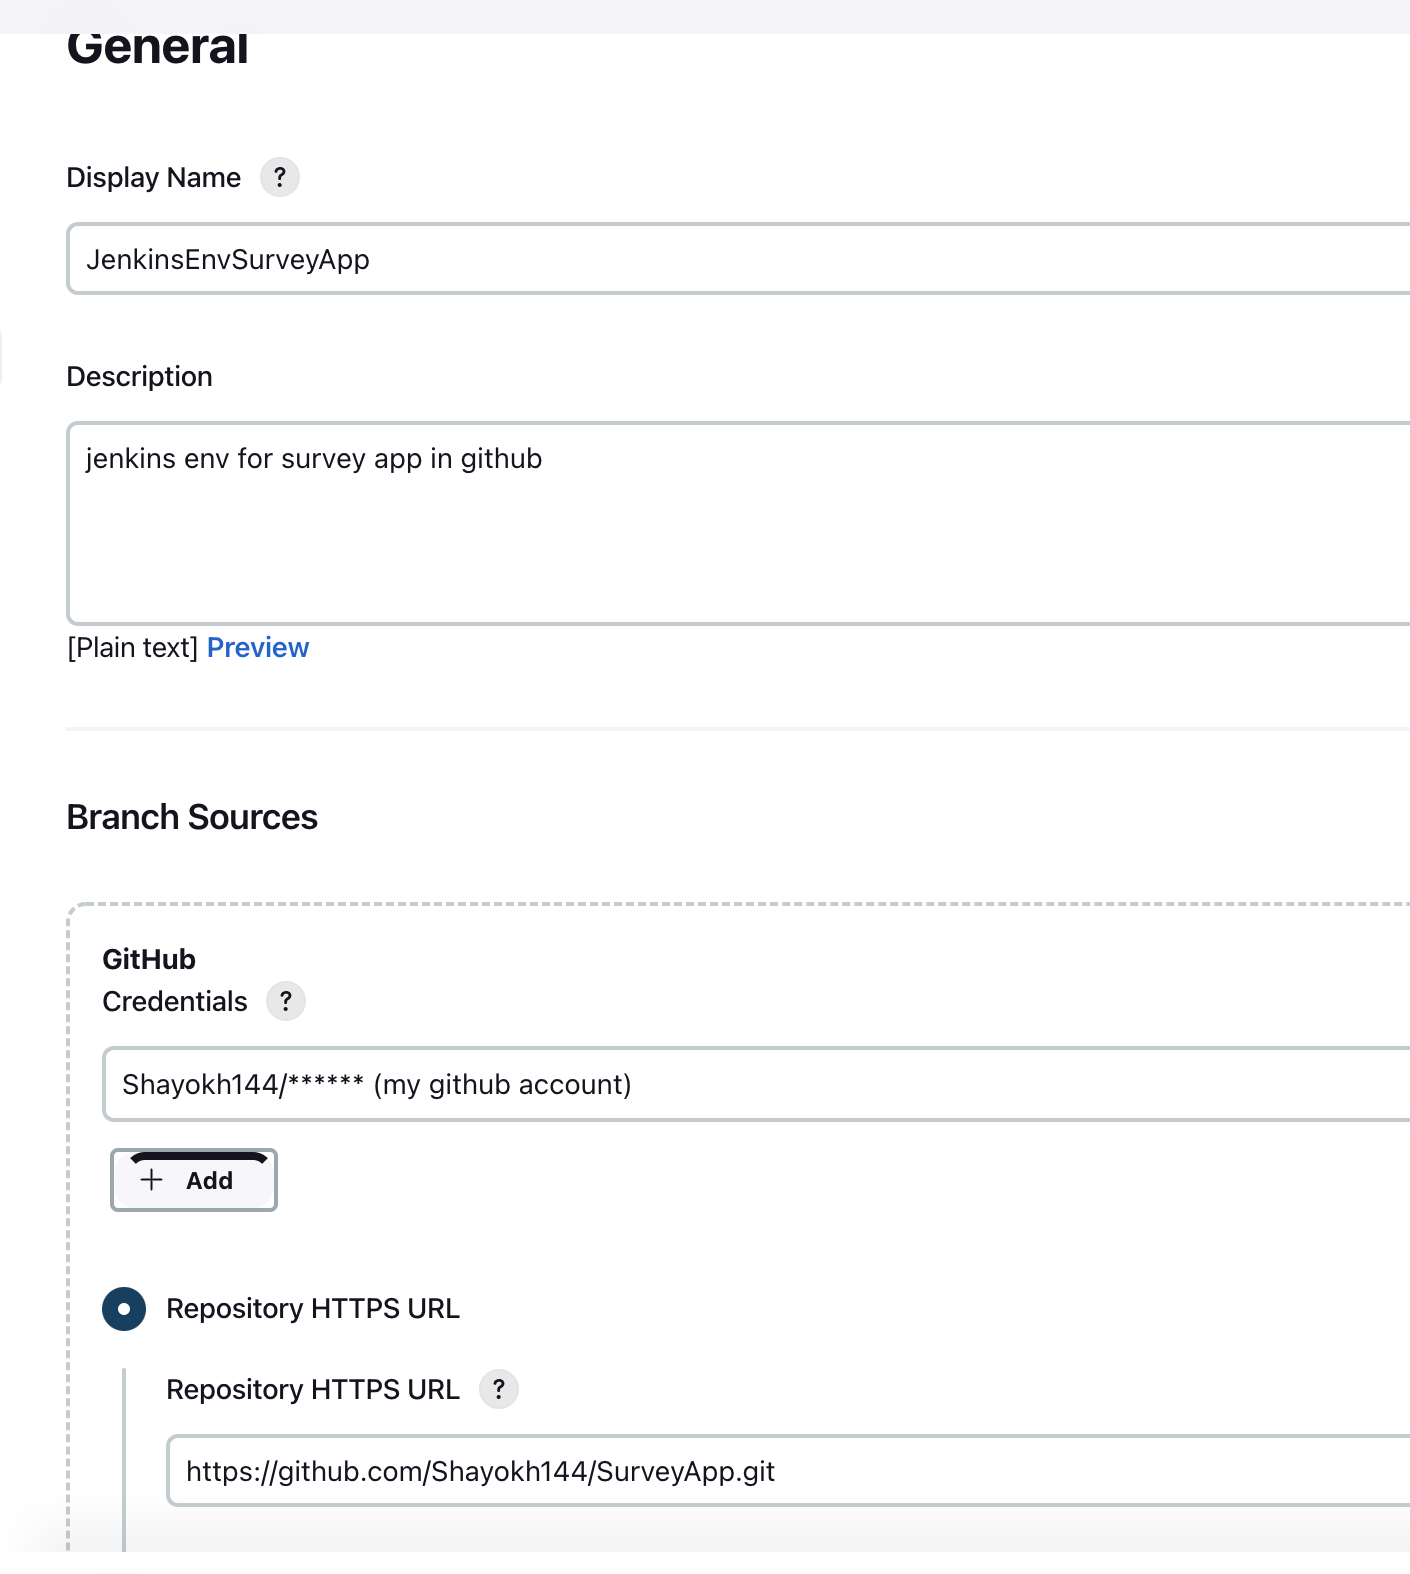 General
Display Name ?
JenkinsEnvSurveyApp
Description
jenkins env for survey app in github
[Plain text] Preview
Branch Sources
GitHub
Credentials ?
Shayokh144/****** (my github account)
+ Add
Repository HTTPS URL
Repository HTTPS URL ?
https://github.com/Shayokh144/SurveyApp.git